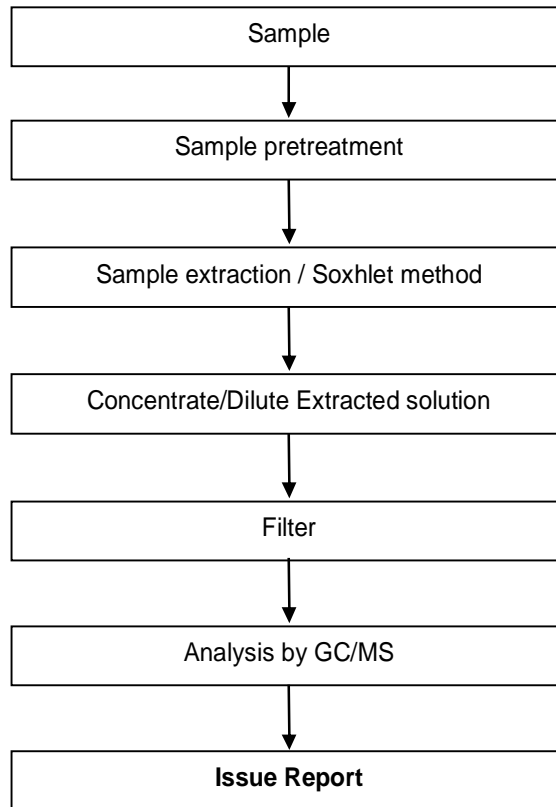 Sample
Sample pretreatment
Sample extraction / Soxhlet method
Concentrate/Dilute Extracted solution
Filter
Analysis by GC/MS
Issue Report